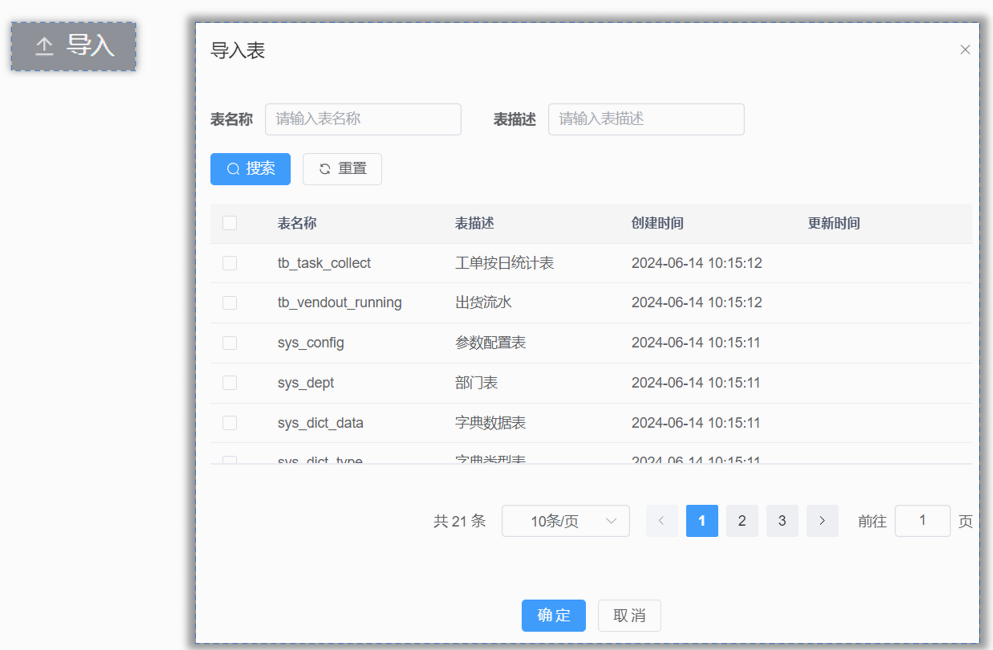 导入
导入表
表名称 请输入表名称 表描述 请输入表描述
搜索 重置
表名称 表描述 创建时间 更新时间
tb_task_collect 工单按日统计表 2024-06-14 10:15:12
tb_vendout_running 出货流水 2024-06-14 10:15:12
sys_config 参数配置表 2024-06-14 10:15:11
sys_dept 部门表 2024-06-14 10:15:11
sys_dict_data 字典数据表 2024-06-14 10:15:11
sys_dict_type 字典类型表 2024-06-14 10:15:11
共 21 条 10条/页 1 2 3 前往 1 页
确 定 取 消